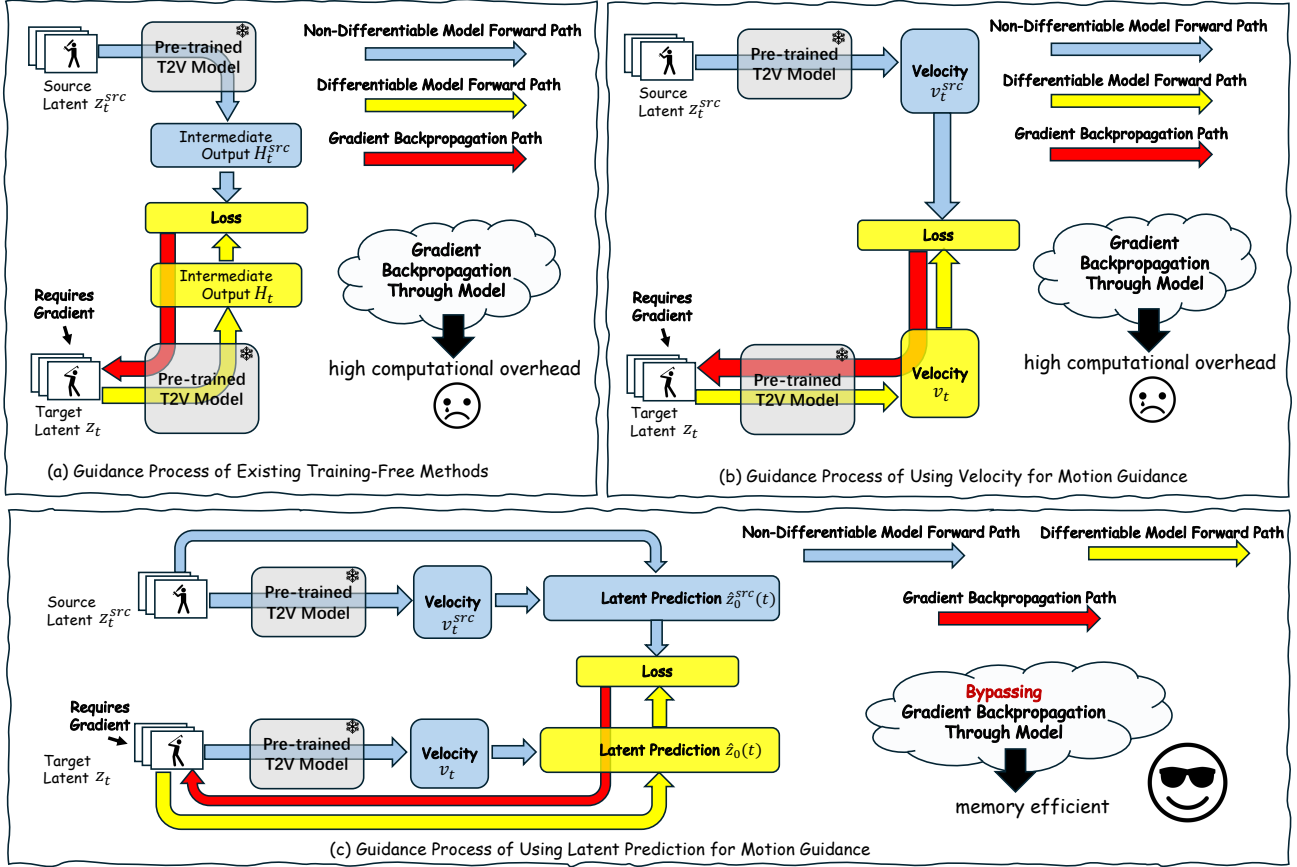 Pre-trained
T2V Model
Source
Latent $z_t^{src}$
Intermediate
Output $H_t^{src}$
Loss
Intermediate
Output $H_t$
Requires
Gradient
Pre-trained
T2V Model
Target
Latent $z_t$
Non-Differentiable Model Forward Path
Differentiable Model Forward Path
Gradient Backpropagation Path
Gradient
Backpropagation
Through Model
high computational overhead
(a) Guidance Process of Existing Training-Free Methods
Pre-trained
T2V Model
Source
Latent $z_t^{src}$
Velocity
$v_t^{src}$
Loss
Requires
Gradient
Pre-trained
T2V Model
Velocity
$v_t$
Target
Latent $z_t$
Non-Differentiable Model Forward Path
Differentiable Model Forward Path
Gradient Backpropagation Path
Gradient
Backpropagation
Through Model
high computational overhead
(b) Guidance Process of Using Velocity for Motion Guidance
Non-Differentiable Model Forward Path
Differentiable Model Forward Path
Gradient Backpropagation Path
Source
Latent $z_t^{src}$
Pre-trained
T2V Model
Velocity
$v_t^{src}$
Latent Prediction $\hat{z}_0^{src}(t)$
Loss
Requires
Gradient
Target
Latent $z_t$
Pre-trained
T2V Model
Velocity
$v_t$
Latent Prediction $\hat{z}_0(t)$
Bypassing
Gradient Backpropagation
Through Model
memory efficient
(c) Guidance Process of Using Latent Prediction for Motion Guidance